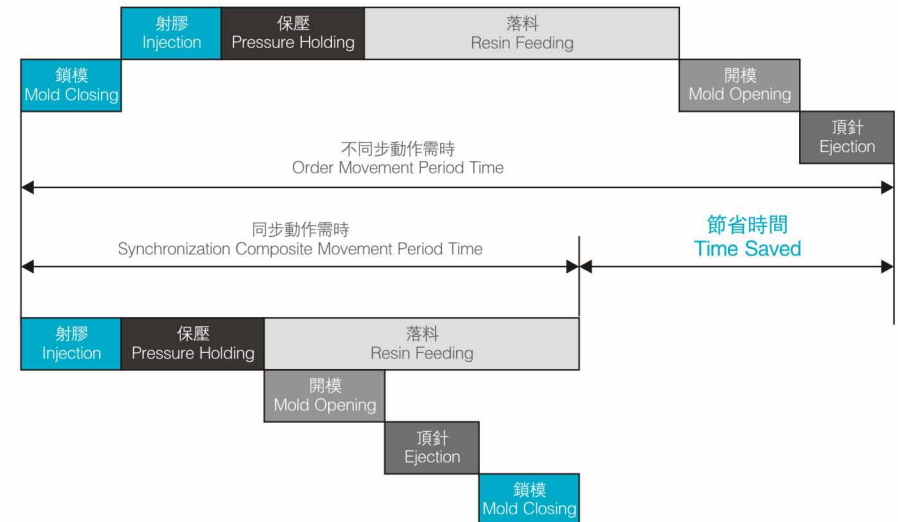 射膠
Injection
保壓
Pressure Holding
落料
Resin Feeding
鎖模
Mold Closing
開模
Mold Opening
頂針
Ejection
不同步動作需時
Order Movement Period Time
同步動作需時
Synchronization Composite Movement Period Time
節省時間
Time Saved
射膠
Injection
保壓
Pressure Holding
落料
Resin Feeding
開模
Mold Opening
頂針
Ejection
鎖模
Mold Closing